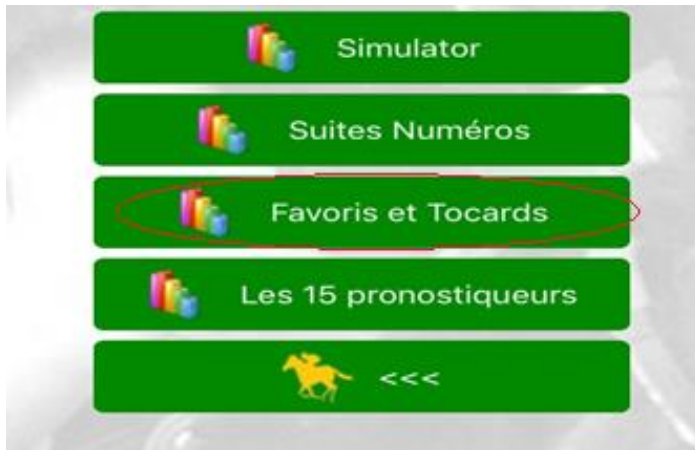 Simulator
Suites Numéros
Favoris et Tocards
Les 15 pronostiqueurs
<<<